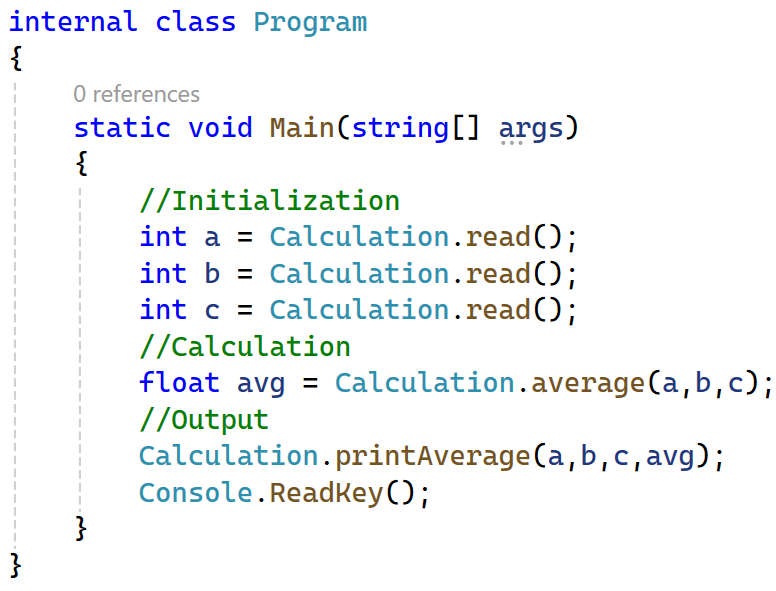 internal class Program
{
0 references
static void Main(string[] args)
{
//Initialization
int a = Calculation.read();
int b = Calculation.read();
int c = Calculation.read();
//Calculation
float avg = Calculation.average(a,b,c);
//Output
Calculation.printAverage(a,b,c,avg);
Console.ReadKey();
}
}